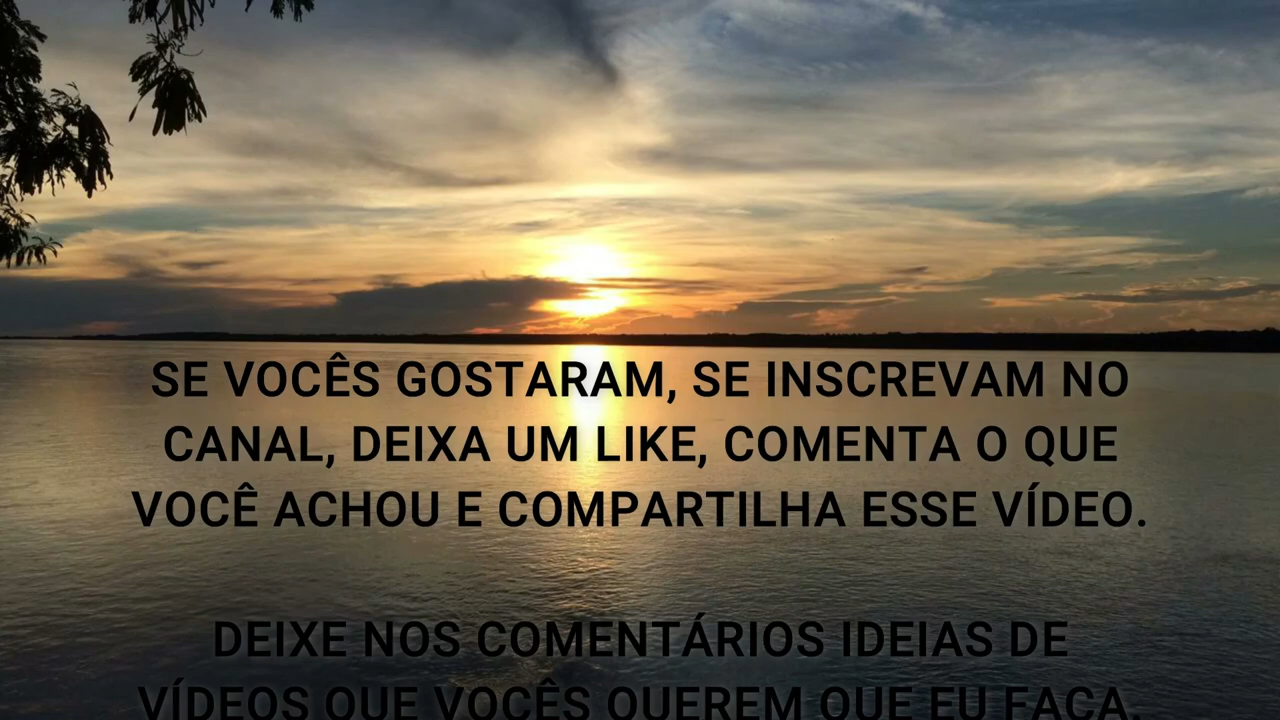 SE VOCÊS GOSTARAM, SE INSCREVAM NO
CANAL, DEIXA UM LIKE, COMENTA O QUE
VOCÊ ACHOU E COMPARTILHA ESSE VÍDEO.
DEIXE NOS COMENTÁRIOS IDEIAS DE
VÍDEOS QUE VOCÊS QUEREM QUE EU FAÇA.